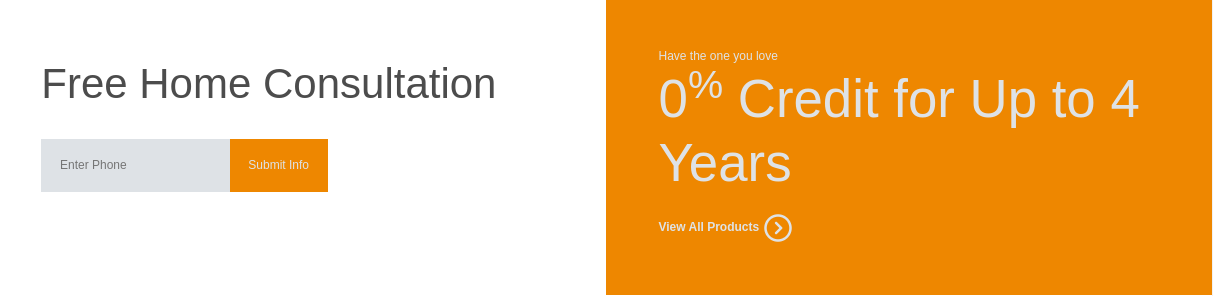 Free Home Consultation
Enter Phone
Submit Info
Have the one you love
0% Credit for Up to 4
Years
View All Products